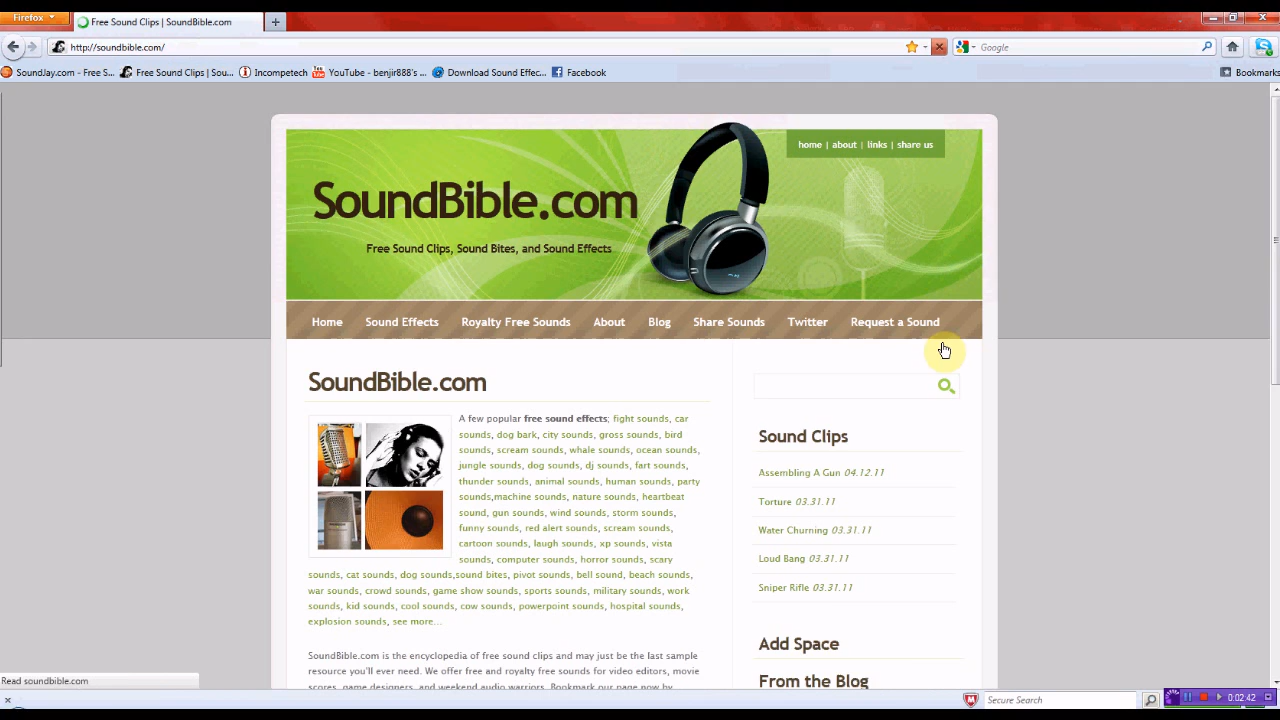 Firefox
Free Sound Clips | SoundBible.com
http://soundbible.com/
Google
SoundJay.com - Free S...
Free Sound Clips | Sou...
Incompetech
YouTube - benjir888's ...
Download Sound Effec...
Facebook
Bookmarks
home | about | links | share us
SoundBible.com
Free Sound Clips, Sound Bites, and Sound Effects
Home
Sound Effects
Royalty Free Sounds
About
Blog
Share Sounds
Twitter
Request a Sound
SoundBible.com
A few popular free sound effects; fight sounds, car
sounds, dog bark, city sounds, gross sounds, bird
sounds, scream sounds, whale sounds, ocean sounds,
jungle sounds, dog sounds, dj sounds, fart sounds,
thunder sounds, animal sounds, human sounds, party
sounds,machine sounds, nature sounds, heartbeat
sound, gun sounds, wind sounds, storm sounds,
funny sounds, red alert sounds, scream sounds,
cartoon sounds, laugh sounds, xp sounds, vista
sounds, computer sounds, horror sounds, scary
sounds, cat sounds, dog sounds,sound bites, pivot sounds, bell sound, beach sounds,
war sounds, crowd sounds, game show sounds, sports sounds, military sounds, work
sounds, kid sounds, cool sounds, cow sounds, powerpoint sounds, hospital sounds,
explosion sounds, see more...
SoundBible.com is the encyclopedia of free sound clips and may just be the last sample
resource you'll ever need. We offer free and royalty free sounds for video editors, movie
scores, game designers, and weekend audio warriors. Bookmark our page now by
Sound Clips
Assembling A Gun 04.12.11
Torture 03.31.11
Water Churning 03.31.11
Loud Bang 03.31.11
Sniper Rifle 03.31.11
Add Space
From the Blog
Read soundbible.com
Secure Search
0:02:42